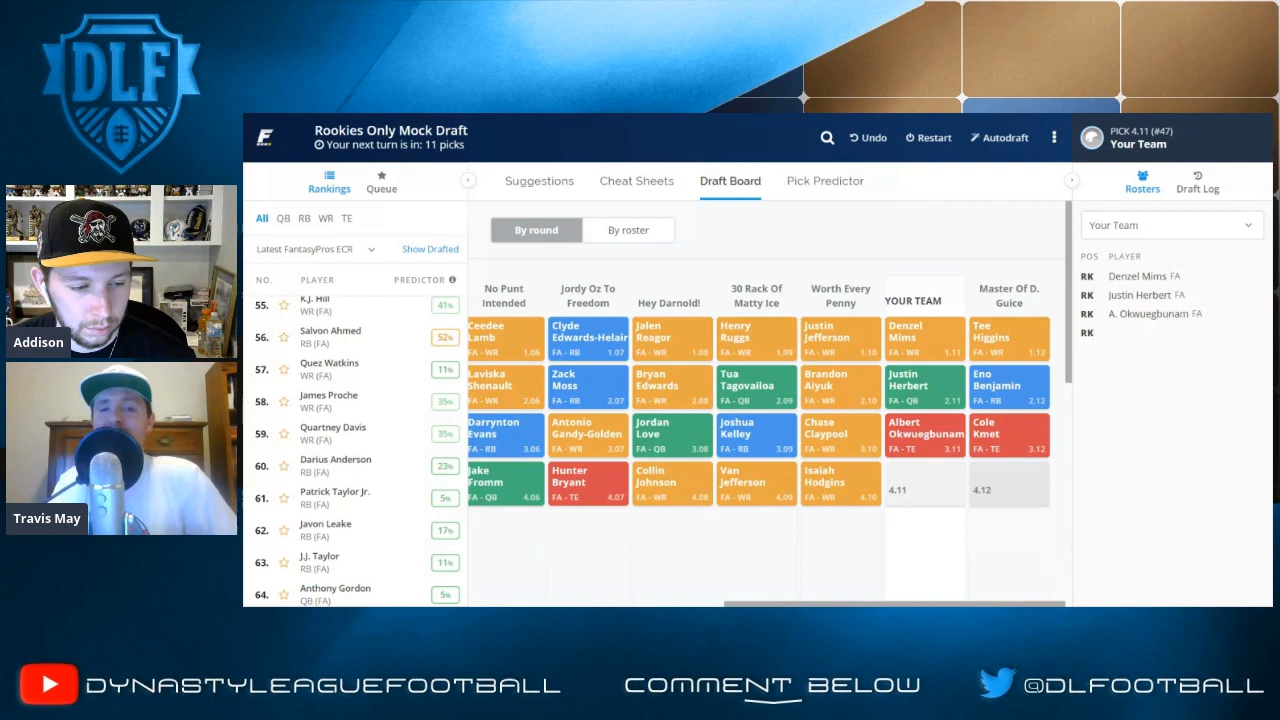 DLF
Addison
Travis May
Rookies Only Mock Draft
Your next turn is in: 11 picks
Undo
Restart
Autodraft
PICK 4.11 (#47)
Your Team
Rankings
Queue
Suggestions
Cheat Sheets
Draft Board
Pick Predictor
Rosters
Draft Log
All QB RB WR TE
Latest FantasyPros ECR
Show Drafted
NO. PLAYER PREDICTOR
55. K.J. Hill 41%
WR (FA)
56. Salvon Ahmed 52%
RB (FA)
57. Quez Watkins 11%
WR (FA)
58. James Proche 35%
WR (FA)
59. Quartney Davis 35%
WR (FA)
60. Darius Anderson 23%
RB (FA)
61. Patrick Taylor Jr. 5%
RB (FA)
62. Javon Leake 17%
RB (FA)
63. J.J. Taylor 11%
RB (FA)
64. Anthony Gordon 5%
QB (FA)
By round
By roster
No Punt
Intended
Jordy Oz To
Freedom
Hey Darnold!
30 Rack Of
Matty Ice
Worth Every
Penny
YOUR TEAM
Master Of D.
Guice
Ceedee
Lamb
FA - WR 1.06
Clyde
Edwards-Helair
FA - RB 1.07
Jalen
Reagor
FA - WR 1.08
Henry
Ruggs
FA - WR 1.09
Justin
Jefferson
FA - WR 1.10
Denzel
Mims
FA - WR 1.11
Tee
Higgins
FA - WR 1.12
Laviska
Shenault
FA - WR 2.06
Zack
Moss
FA - RB 2.07
Bryan
Edwards
FA - WR 2.08
Tua
Tagovailoa
FA - QB 2.09
Brandon
Aiyuk
FA - WR 2.10
Justin
Herbert
FA - QB 2.11
Eno
Benjamin
FA - RB 2.12
Darrynton
Evans
FA - RB 3.06
Antonio
Gandy-Golden
FA - WR 3.07
Jordan
Love
FA - QB 3.08
Joshua
Kelley
FA - RB 3.09
Chase
Claypool
FA - WR 3.10
Albert
Okwuegbunam
FA - TE 3.11
Cole
Kmet
FA - TE 3.12
Jake
Fromm
FA - QB 4.06
Hunter
Bryant
FA - TE 4.07
Collin
Johnson
FA - WR 4.08
Van
Jefferson
FA - WR 4.09
Isaiah
Hodgins
FA - WR 4.10
4.11
4.12
Your Team
POS PLAYER
RK Denzel Mims FA
RK Justin Herbert FA
RK A. Okwuegbunam FA
RK
DYNASTYLEAGUEFOOTBALL
COMMENT BELOW
@DLFOOTBALL